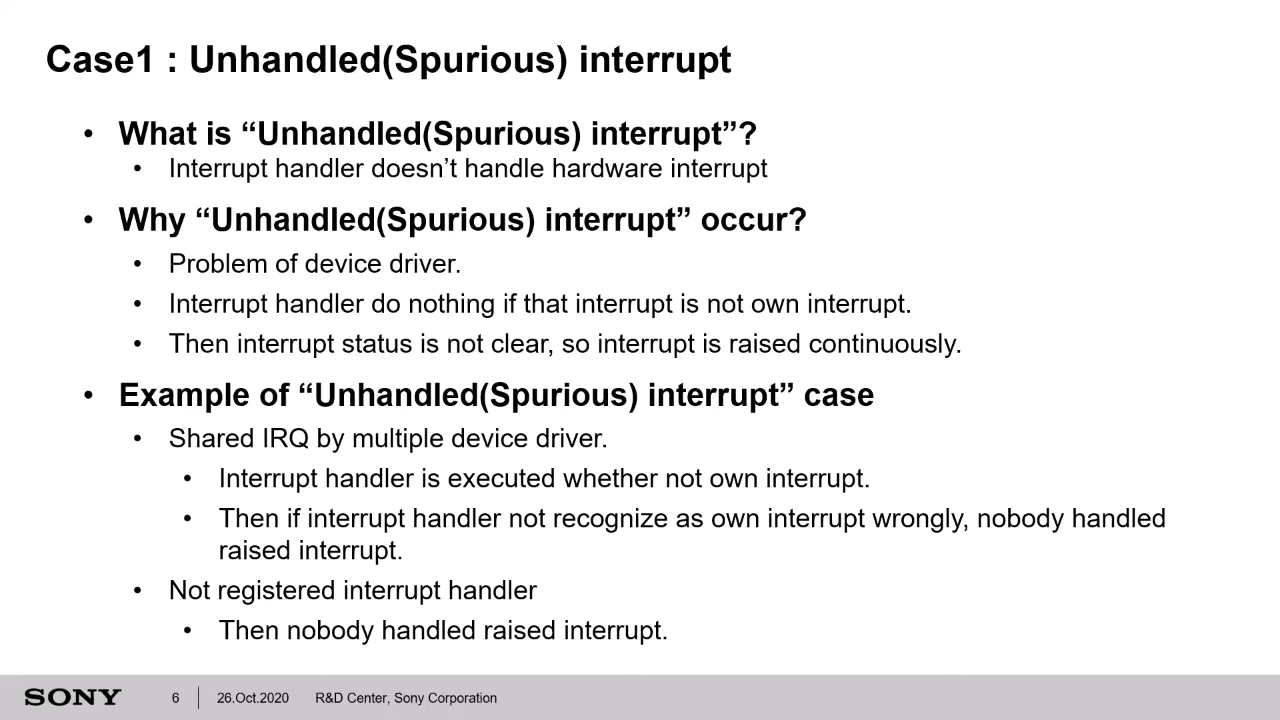 Case1 : Unhandled(Spurious) interrupt
• What is “Unhandled(Spurious) interrupt”?
• Interrupt handler doesn’t handle hardware interrupt
• Why “Unhandled(Spurious) interrupt” occur?
• Problem of device driver.
• Interrupt handler do nothing if that interrupt is not own interrupt.
• Then interrupt status is not clear, so interrupt is raised continuously.
• Example of “Unhandled(Spurious) interrupt” case
• Shared IRQ by multiple device driver.
• Interrupt handler is executed whether not own interrupt.
• Then if interrupt handler not recognize as own interrupt wrongly, nobody handled
raised interrupt.
• Not registered interrupt handler
• Then nobody handled raised interrupt.
SONY 6 26.Oct.2020 R&D Center, Sony Corporation